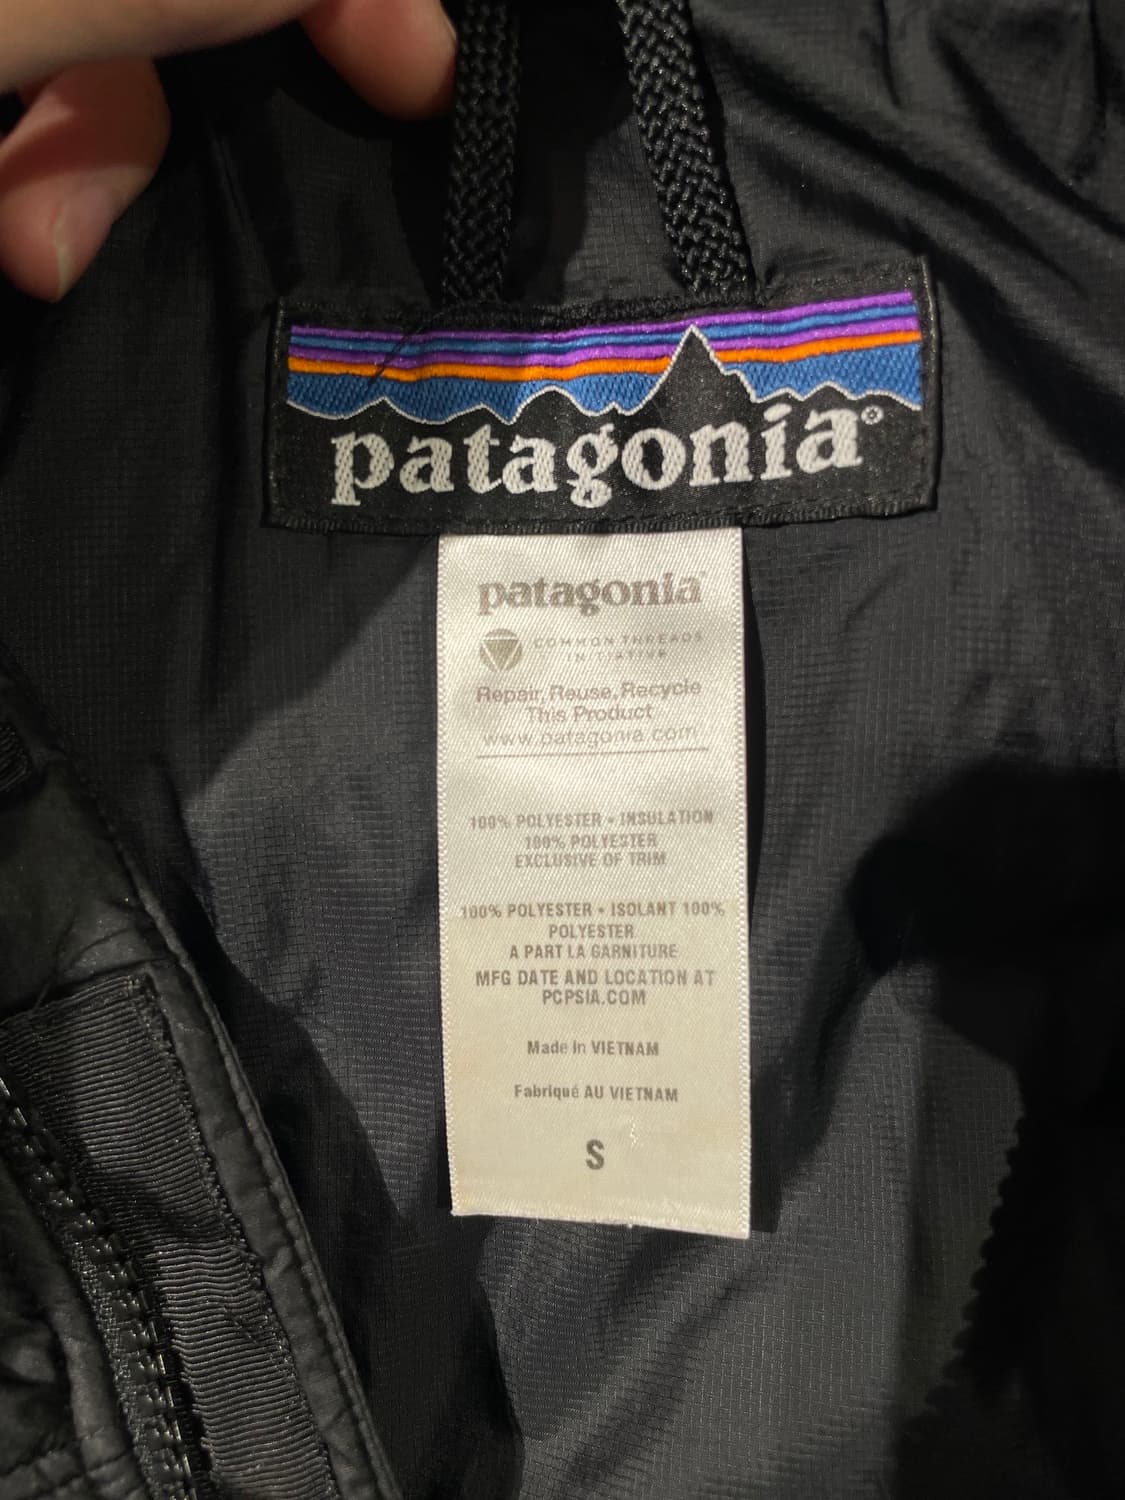 patagonia®
patagonia
COMMON THREADS
INITIATIVE
Repair, Reuse, Recycle
This Product
www.patagonia.com
100% POLYESTER • INSULATION
100% POLYESTER
EXCLUSIVE OF TRIM
100% POLYESTER • ISOLANT 100%
POLYESTER
A PART LA GARNITURE
MFG DATE AND LOCATION AT
PCPSIA.COM
Made in VIETNAM
Fabriqué AU VIETNAM
S